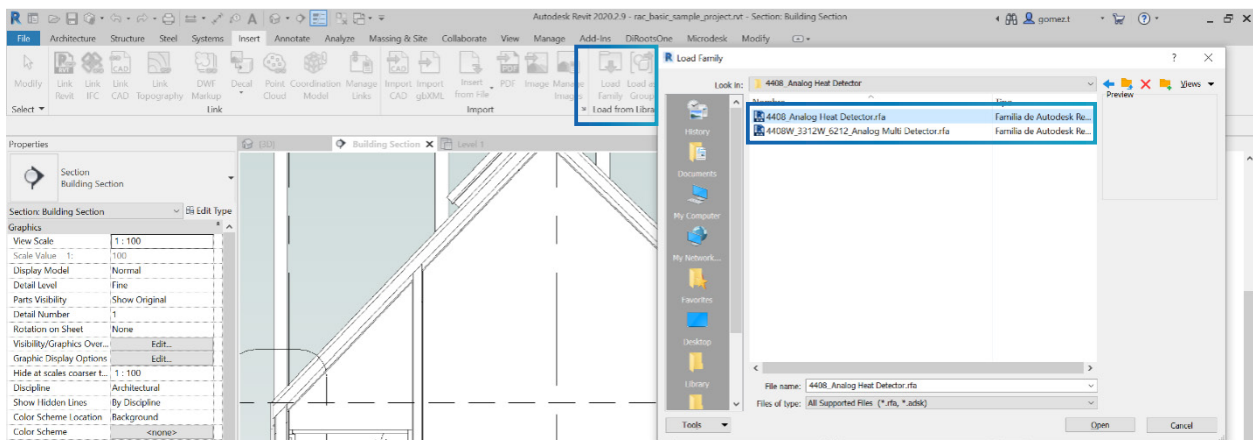 Autodesk Revit 2020.2.9 - rac_basic_sample_project.rvt - Section: Building Section
gomez.t
File Architecture Structure Steel Systems Insert Annotate Analyze Massing & Site Collaborate View Manage Add-Ins DiRootsOne Microdesk Modify
Modify Link Revit Link IFC Link CAD Link Topography DWF Markup Decal Point Cloud Coordination Model Manage Links Import CAD Import gbXML Insert from File PDF Image Manage Images Load Family Load as Group
Select Link Import Load from Libra
Properties
(3D) Building Section Level 1
Section
Building Section
Section: Building Section Edit Type
Graphics
View Scale 1 : 100
Scale Value 1: 100
Display Model Normal
Detail Level Fine
Parts Visibility Show Original
Detail Number 1
Rotation on Sheet None
Visibility/Graphics Over... Edit...
Graphic Display Options Edit...
Hide at scales coarser t... 1 : 100
Discipline Architectural
Show Hidden Lines By Discipline
Color Scheme Location Background
Color Scheme <none>
Load Family
Look in: 4408_Analog Heat Detector
Views
Preview
Nombre Tipo
4408_Analog Heat Detector.rfa Familia de Autodesk Re...
4408W_3312W_6212_Analog Multi Detector.rfa Familia de Autodesk Re...
History
Documents
My Computer
My Network...
Favorites
Desktop
Library
File name: 4408_Analog Heat Detector.rfa
Files of type: All Supported Files (*.rfa, *.adsk)
Tools Open Cancel